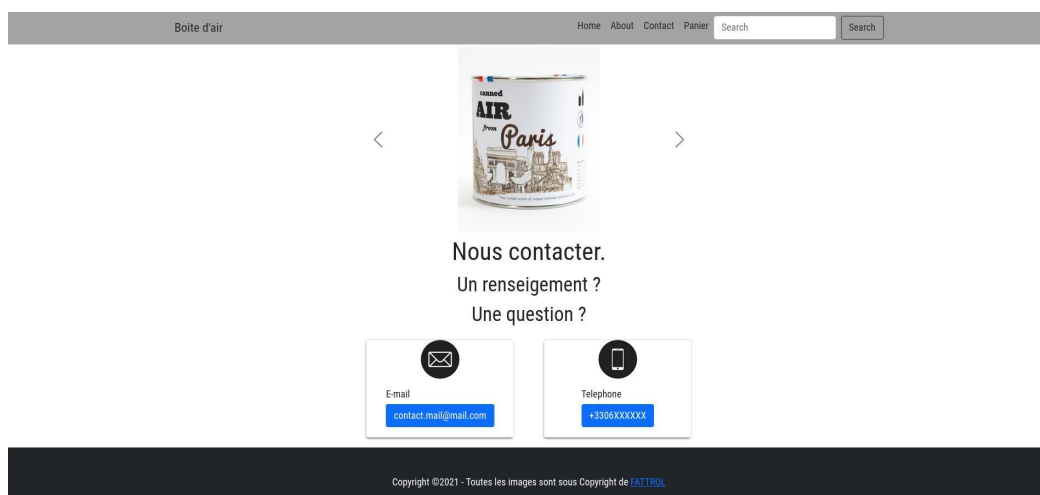 Boite d'air
Home About Contact Panier Search Search
canned
AIR
from
Paris
Nous contacter.
Un renseigement ?
Une question ?
E-mail
contact.mail@mail.com
Telephone
+3306XXXXXX
Copyright ©2021 - Toutes les images sont sous Copyright de FATTROL